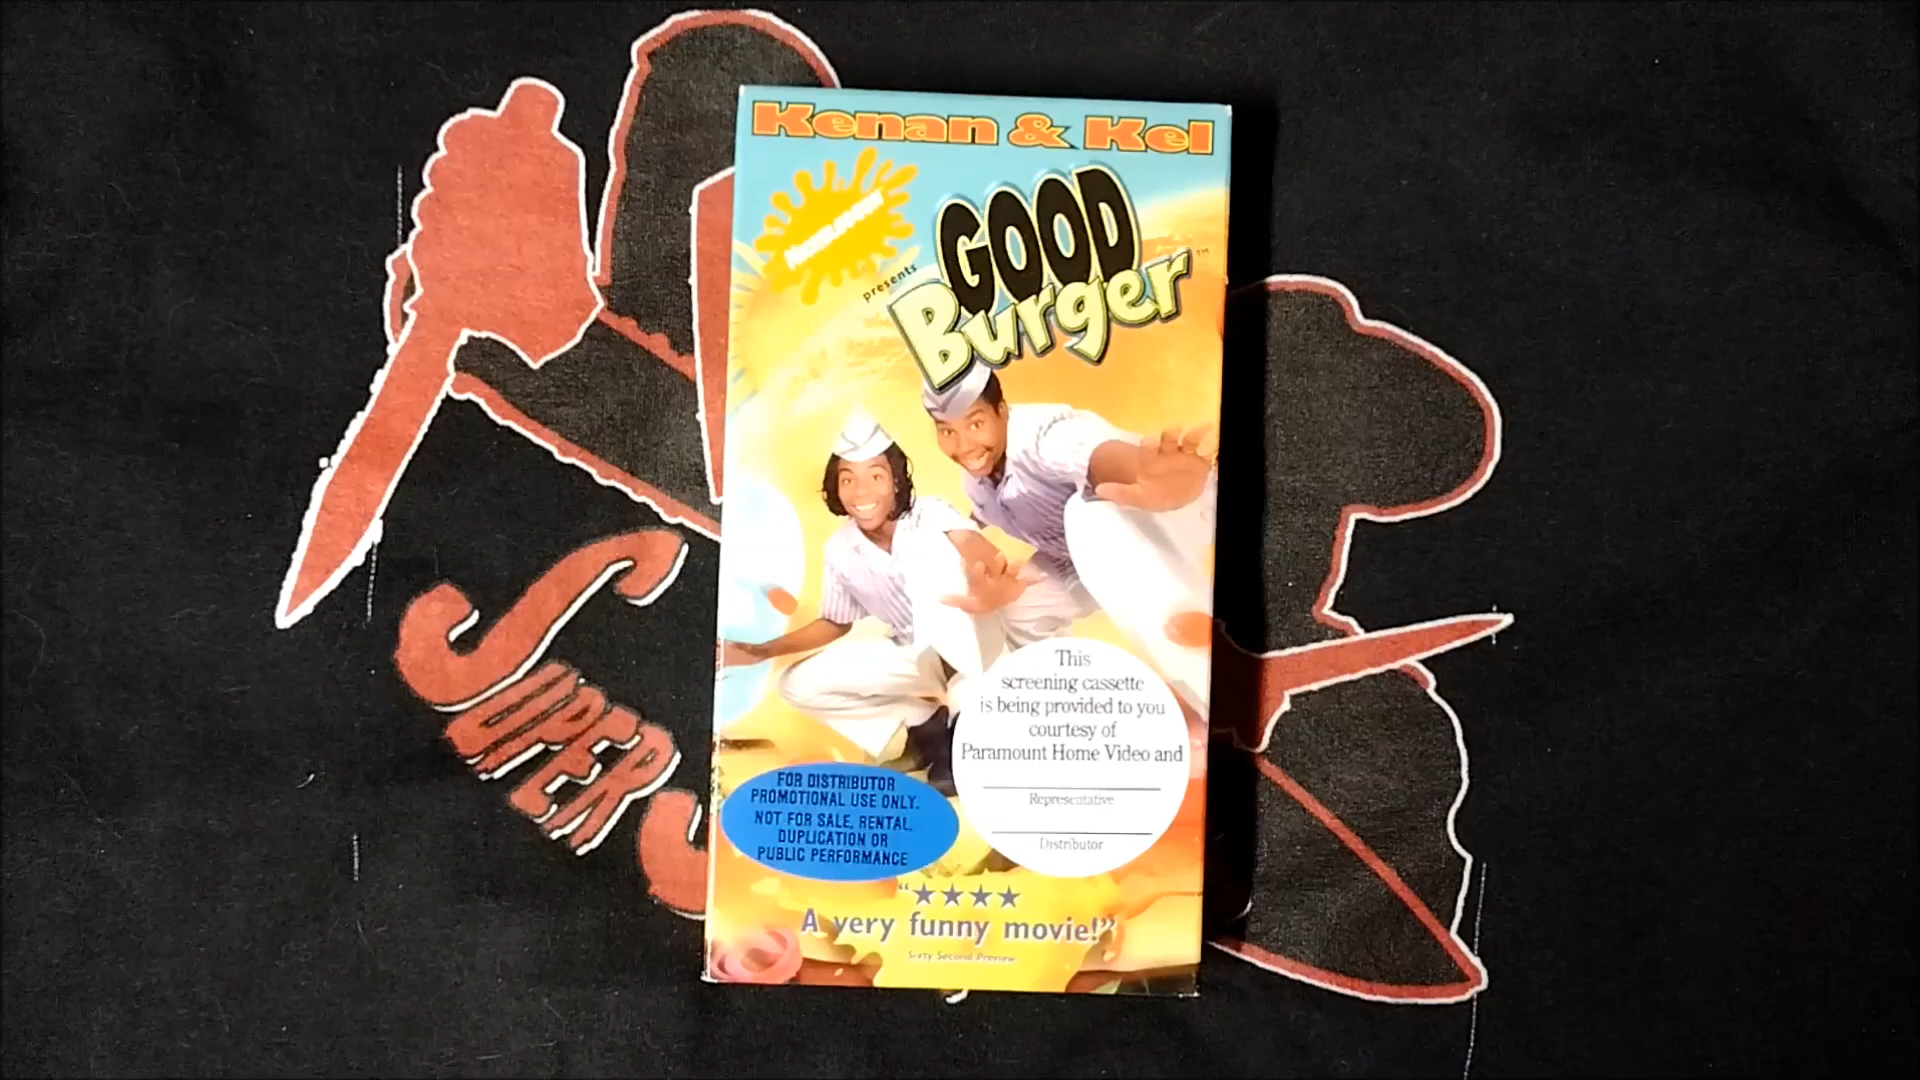 Kenan & Kel
NICKELODEON
presents
GOOD
Burger™
This
screening cassette
is being provided to you
courtesy of
Paramount Home Video and
Representative
Distributor
FOR DISTRIBUTOR
PROMOTIONAL USE ONLY.
NOT FOR SALE, RENTAL,
DUPLICATION OR
PUBLIC PERFORMANCE
“★★★★
A very funny movie!”
- Sixty Second Preview
SUPER